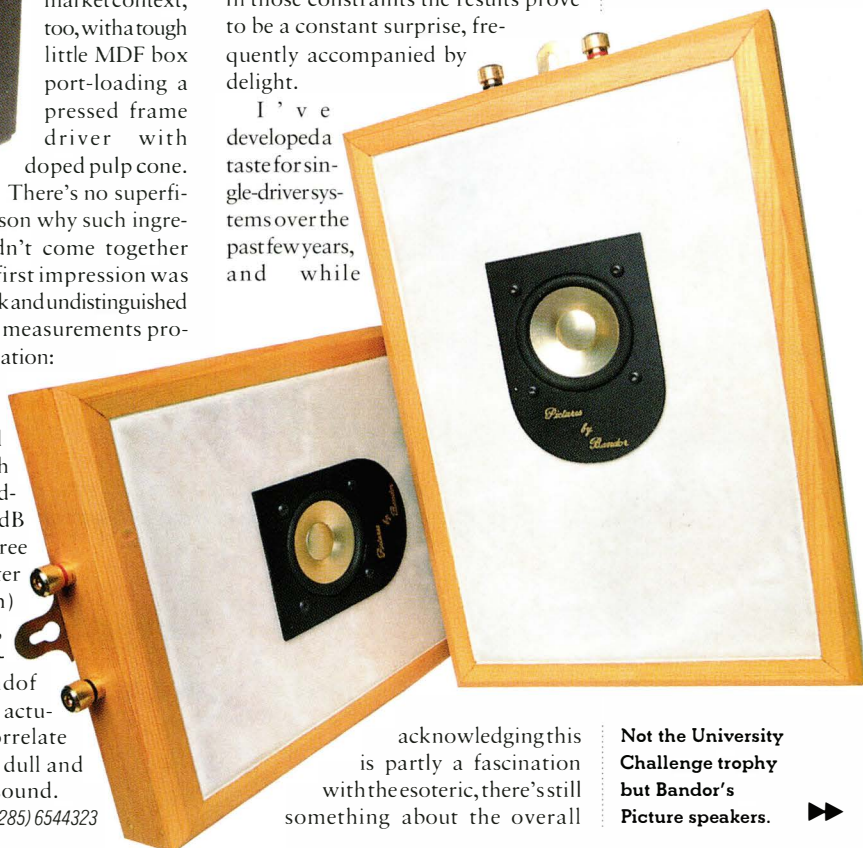 market context,
too, with a tough
little MDF box
port-loading a
pressed frame
driver with
doped pulp cone.
There's no superfi-
son why such ingre-
dn't come together
first impression was
k and undistinguished
measurements pro-
ation:
d-
dB
ree
er
n)
d of
actu-
rrelate
dull and
ound.
285) 6544323
in those constraints the results prove
to be a constant surprise, fre-
quently accompanied by
delight.
I've
developed a
taste for sin-
gle-driver sys-
tems over the
past few years,
and while
acknowledging this
is partly a fascination
with the esoteric, there's still
something about the overall
Pictures
by
Bandor
Pictures
by
Bandor
Not the University
Challenge trophy
but Bandor's
Picture speakers.